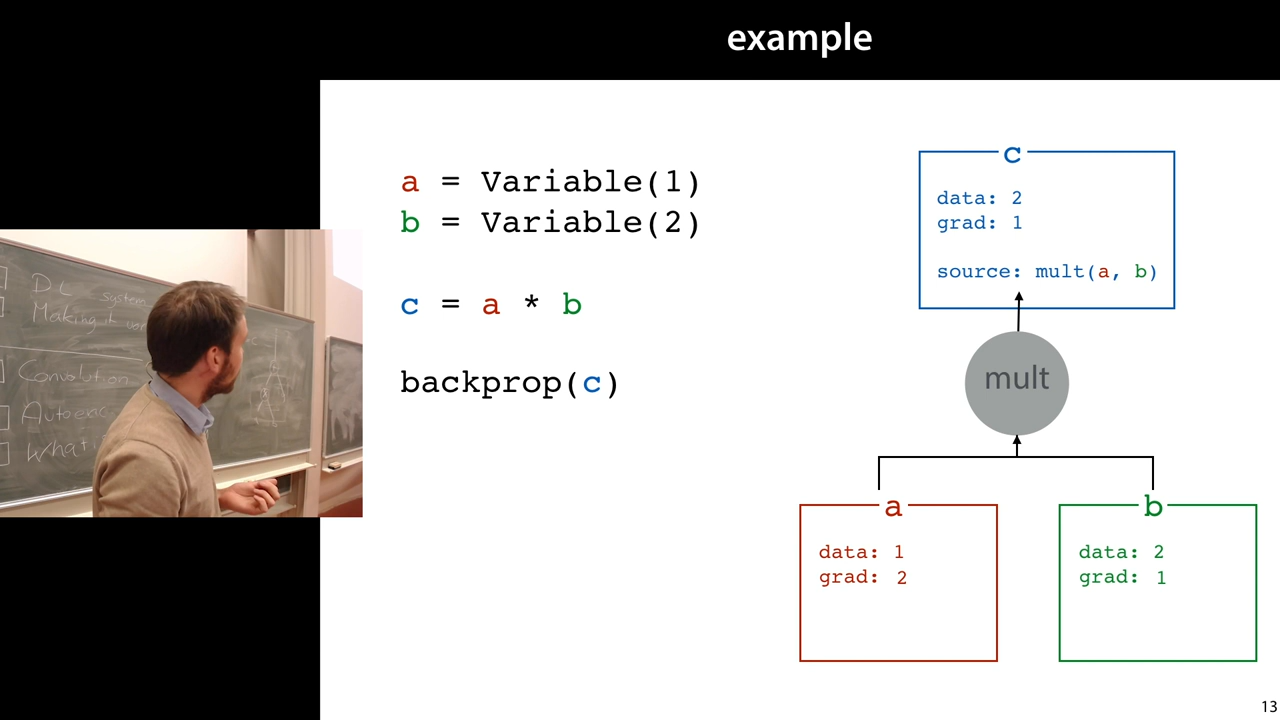 example
a = Variable(1)
b = Variable(2)
c = a * b
backprop(c)
c
data: 2
grad: 1
source: mult(a, b)
mult
a
data: 1
grad: 2
b
data: 2
grad: 1
DL system
Making it
Convolution
What
13